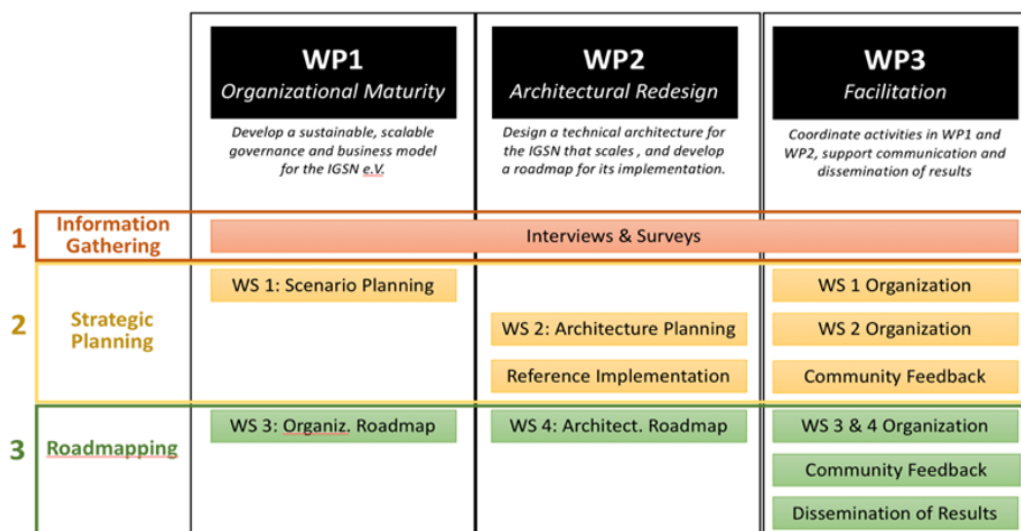 WP1
Organizational Maturity
WP2
Architectural Redesign
WP3
Facilitation
Develop a sustainable, scalable
governance and business model
for the IGSN e.V.
Design a technical architecture for
the IGSN that scales , and develop
a roadmap for its implementation.
Coordinate activities in WP1 and
WP2, support communication and
dissemination of results
1
Information
Gathering
Interviews & Surveys
2
Strategic
Planning
WS 1: Scenario Planning
WS 1 Organization
WS 2: Architecture Planning
WS 2 Organization
Reference Implementation
Community Feedback
3
Roadmapping
WS 3: Organiz. Roadmap
WS 4: Architect. Roadmap
WS 3 & 4 Organization
Community Feedback
Dissemination of Results